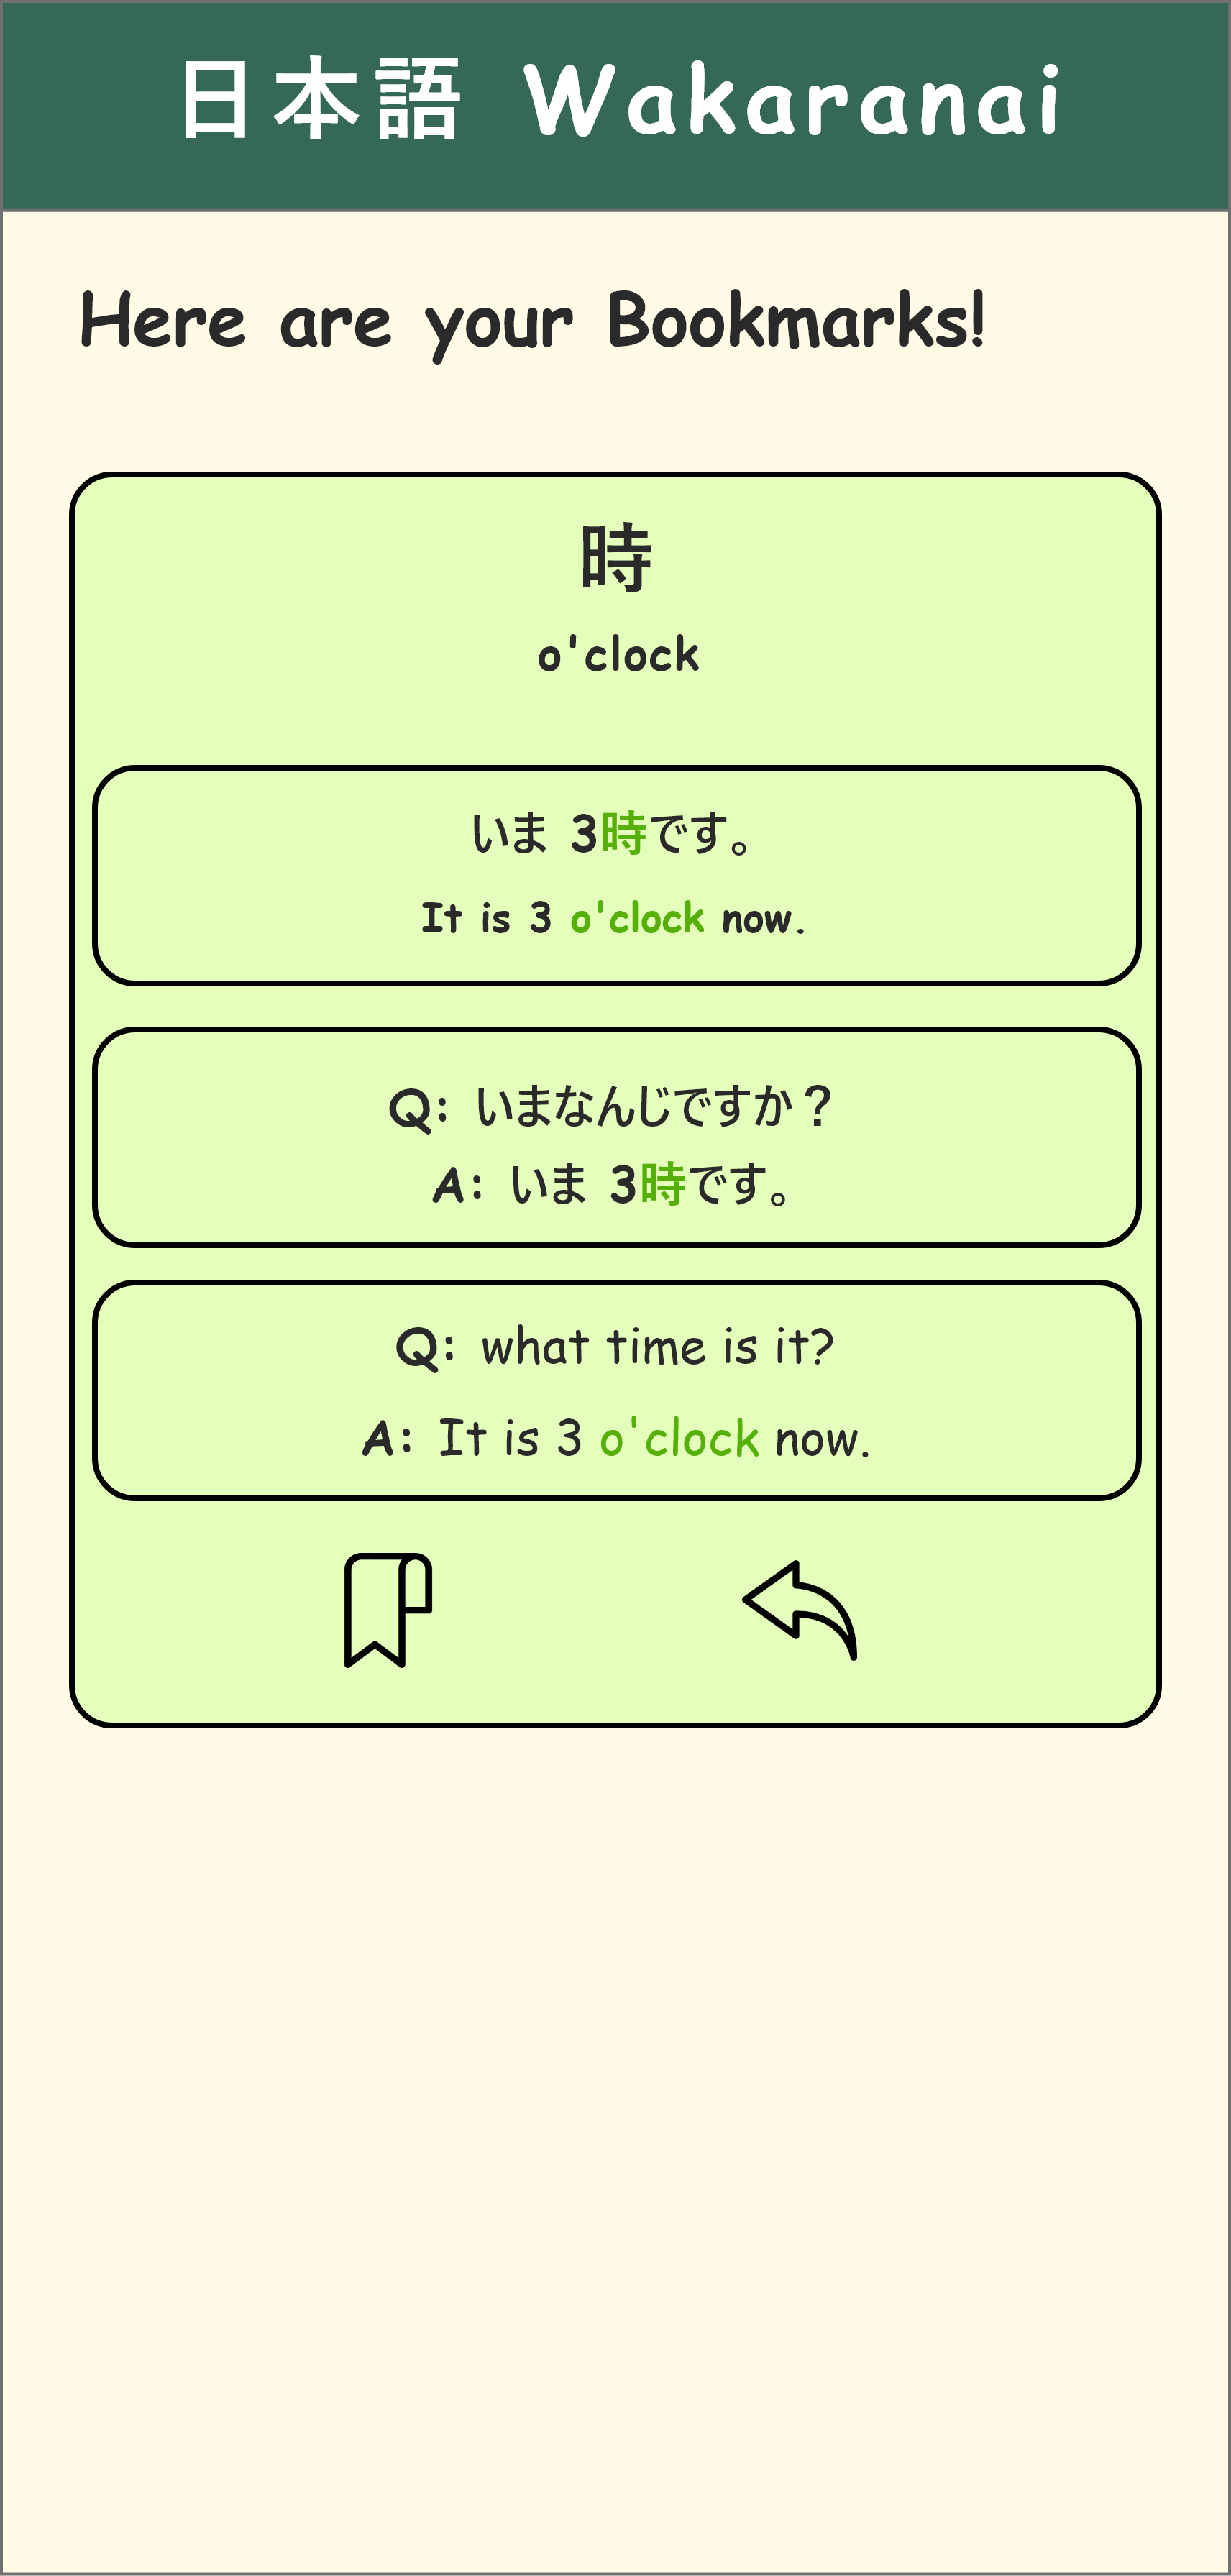 日本語 Wakaranai
Here are your Bookmarks!
時
o'clock
いま 3時です。
It is 3 o'clock now.
Q: いまなんじですか？
A: いま 3時です。
Q: what time is it?
A: It is 3 o'clock now.